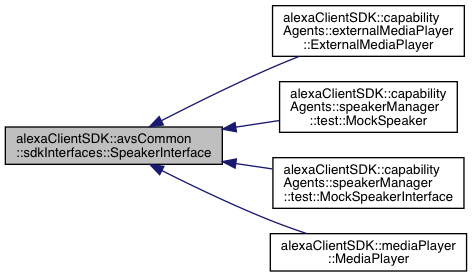 alexaClientSDK::capability
Agents::externalMediaPlayer
::ExternalMediaPlayer
alexaClientSDK::capability
Agents::speakerManager
::test::MockSpeaker
alexaClientSDK::avsCommon
::sdkInterfaces::SpeakerInterface
alexaClientSDK::capability
Agents::speakerManager
::test::MockSpeakerInterface
alexaClientSDK::mediaPlayer
::MediaPlayer